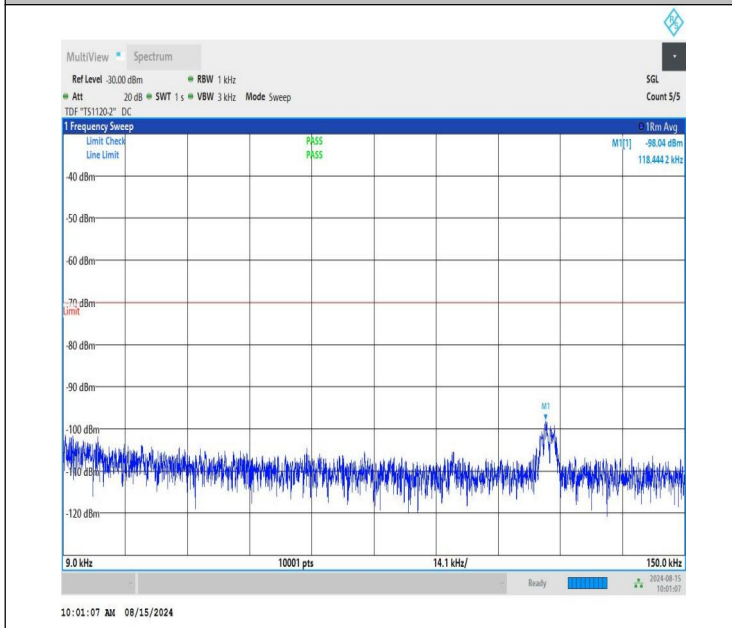 R&S
MultiView Spectrum
Ref Level -30.00 dBm RBW 1 kHz SGL
Att 20 dB SWT 1 s VBW 3 kHz Mode Sweep Count 5/5
TDF "TS1120-2" DC
1 Frequency Sweep 1Rm Avg
Limit Check PASS M1[1] -98.04 dBm
Line Limit PASS 118.444 2 kHz
-40 dBm
-50 dBm
-60 dBm
-70 dBm
Limit
-80 dBm
-90 dBm
M1
-100 dBm
-110 dBm
-120 dBm
9.0 kHz 10001 pts 14.1 kHz/ 150.0 kHz
Ready 2024-08-15
10:01:07
10:01:07 AM 08/15/2024